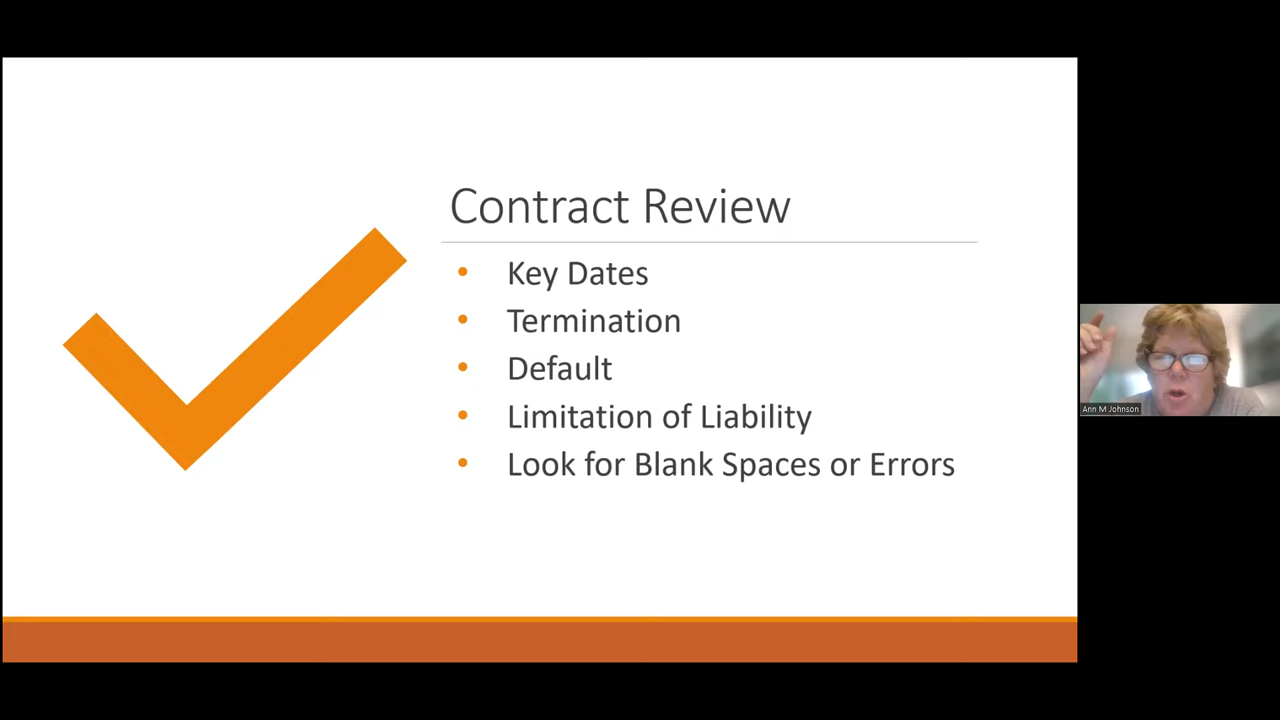 Contract Review
• Key Dates
• Termination
• Default
• Limitation of Liability
• Look for Blank Spaces or Errors
Ann M Johnson